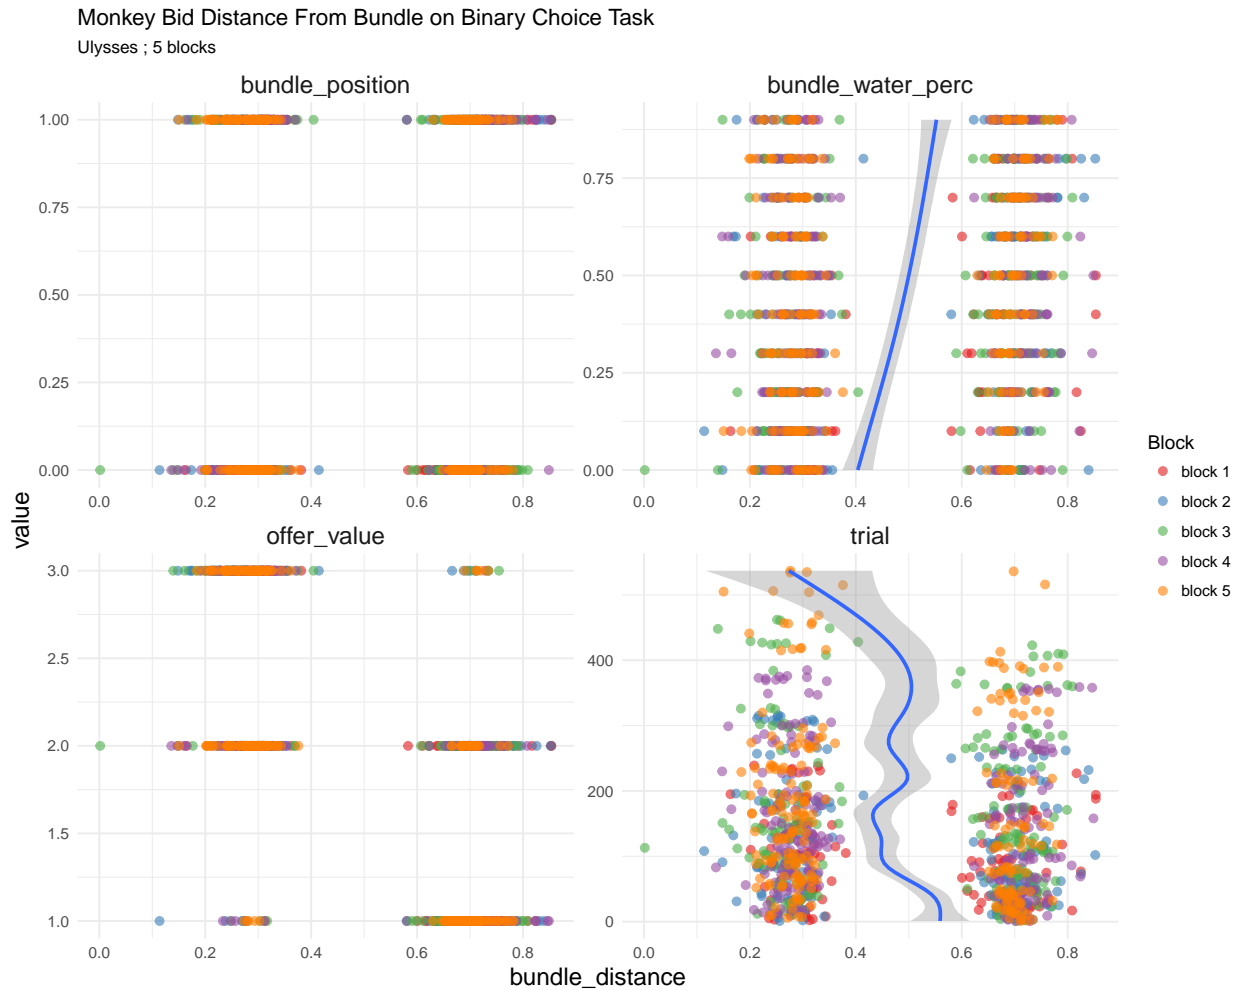 Monkey Bid Distance From Bundle on Binary Choice Task
Ulysses ; 5 blocks
bundle_position
1.00
0.75
0.50
0.25
0.00
0.0 0.2 0.4 0.6 0.8
bundle_water_perc
0.75
0.50
0.25
0.00
0.0 0.2 0.4 0.6 0.8
offer_value
3.0
2.5
2.0
1.5
1.0
0.0 0.2 0.4 0.6 0.8
trial
400
200
0
0.0 0.2 0.4 0.6 0.8
value
bundle_distance
Block
block 1
block 2
block 3
block 4
block 5